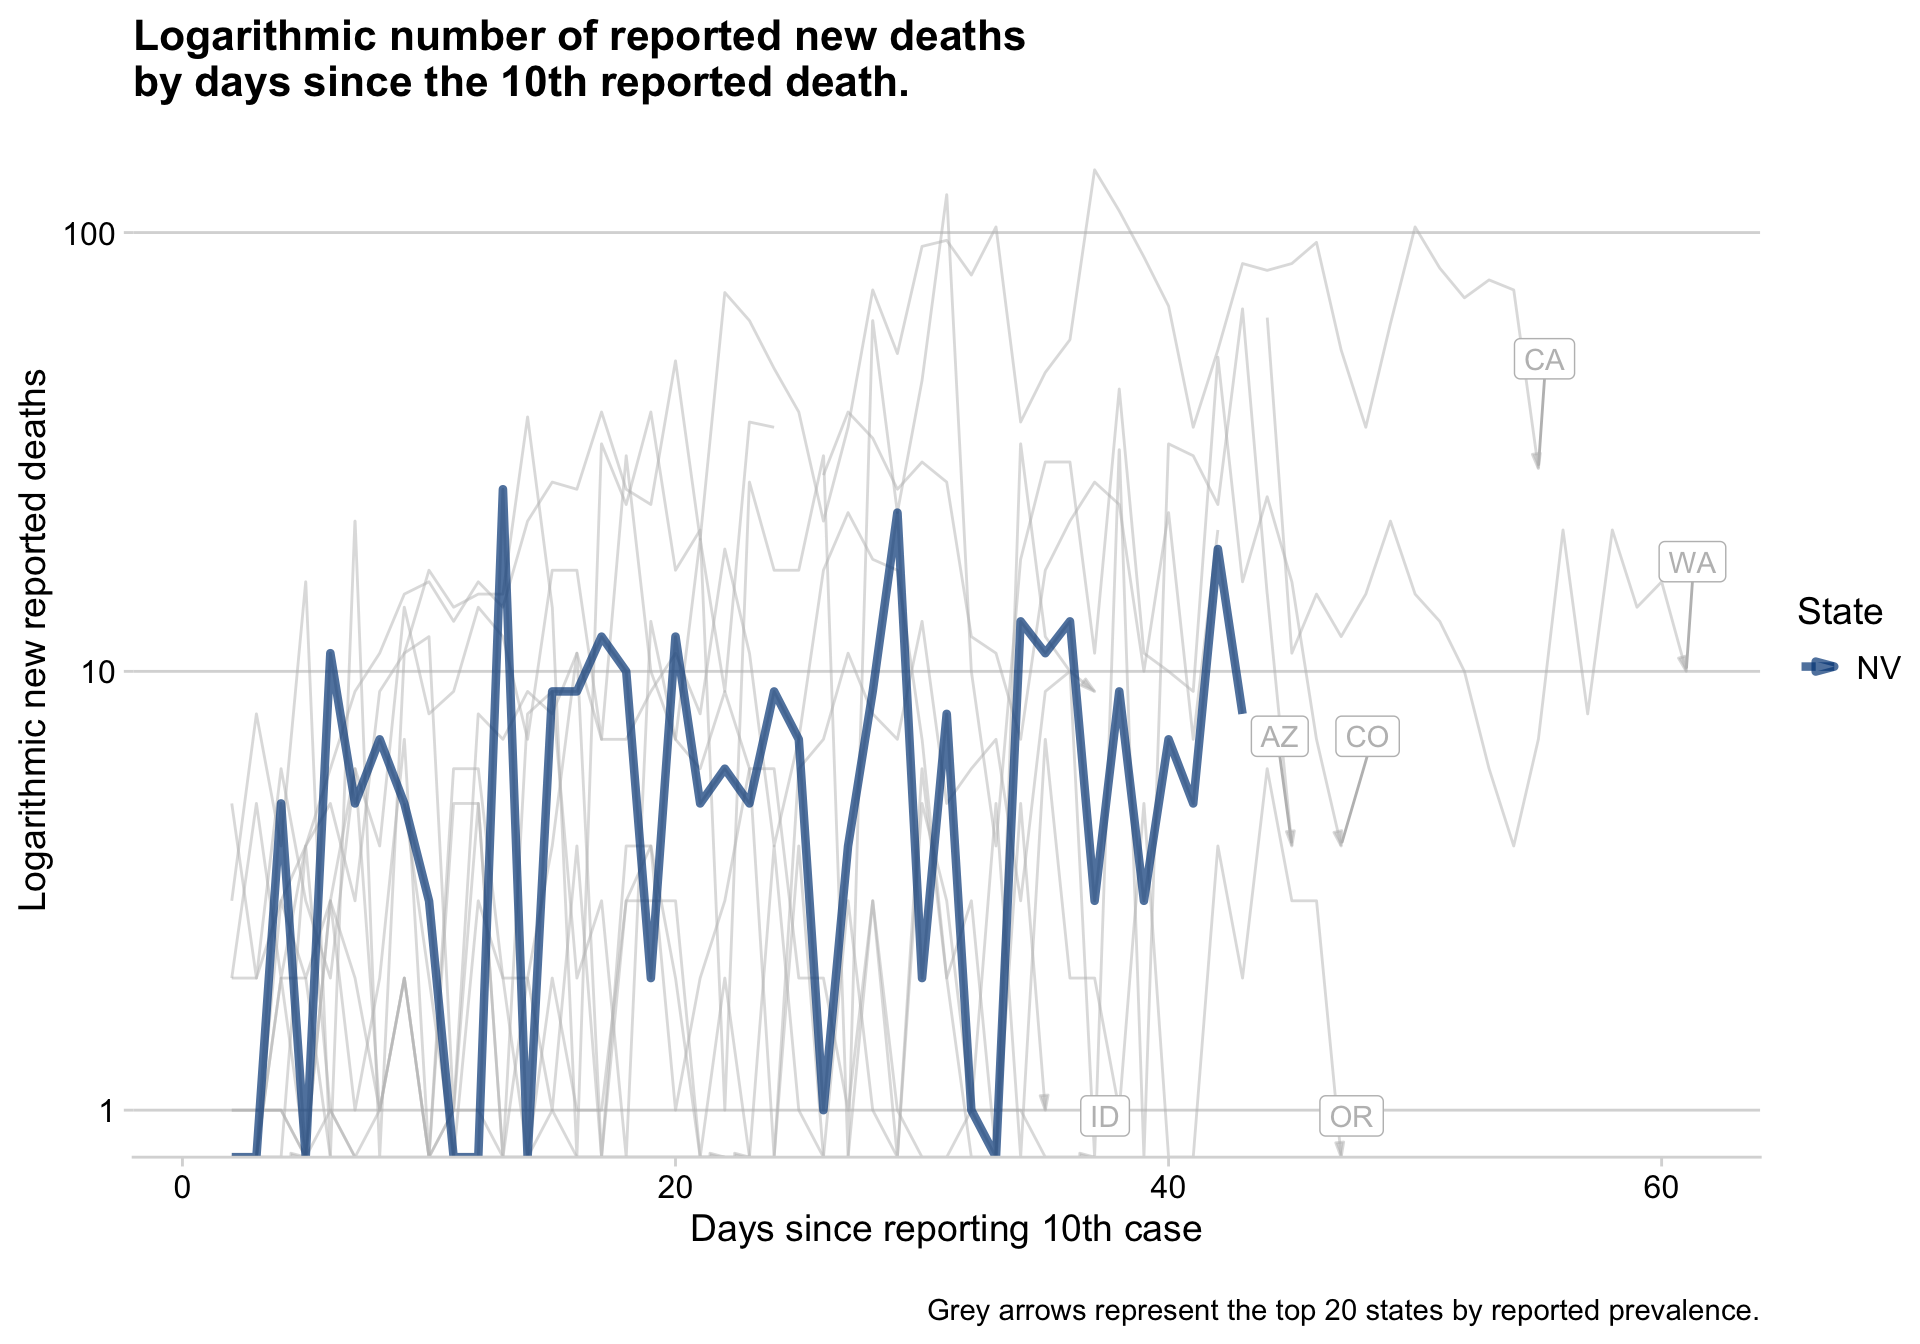 Logarithmic number of reported new deaths
by days since the 10th reported death.
Logarithmic new reported deaths
100
10
1
CA
WA
AZ
CO
ID
OR
State
NV
0
20
40
60
Days since reporting 10th case
Grey arrows represent the top 20 states by reported prevalence.